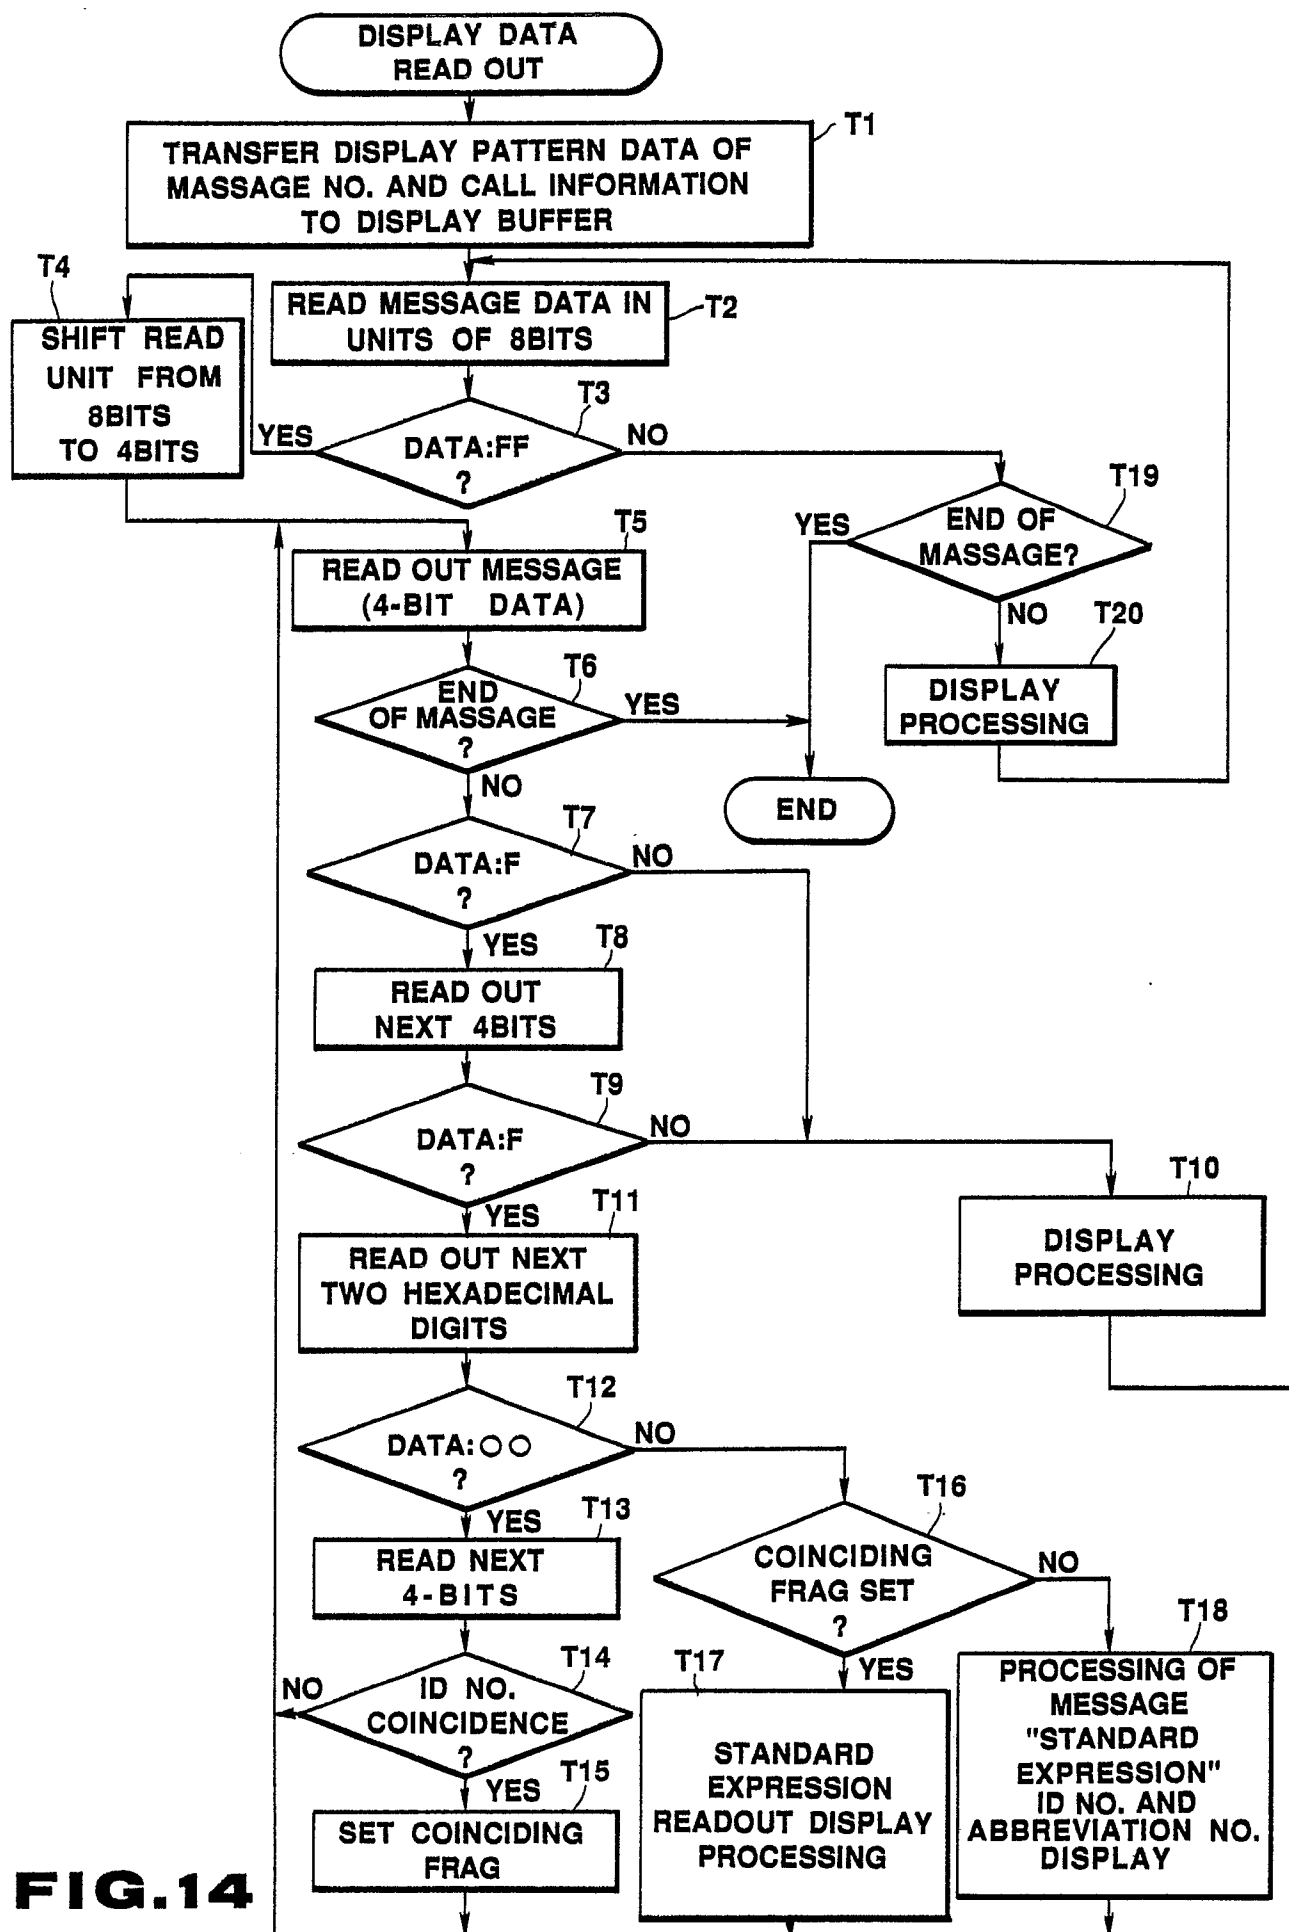 DISPLAY DATA
READ OUT
T1
TRANSFER DISPLAY PATTERN DATA OF
MASSAGE NO. AND CALL INFORMATION
TO DISPLAY BUFFER
T4
SHIFT READ
UNIT FROM
8BITS
TO 4BITS
READ MESSAGE DATA IN
UNITS OF 8BITS
T2
T3
YES
DATA:FF
?
NO
T19
YES
END OF
MASSAGE?
NO
T5
READ OUT MESSAGE
(4-BIT DATA)
T20
DISPLAY
PROCESSING
T6
END
OF MASSAGE
?
YES
NO
END
T7
DATA:F
?
NO
YES
T8
READ OUT
NEXT 4BITS
T9
DATA:F
?
NO
YES
T10
DISPLAY
PROCESSING
T11
READ OUT NEXT
TWO HEXADECIMAL
DIGITS
T12
DATA:○○
?
NO
YES
T13
READ NEXT
4-BITS
T16
COINCIDING
FRAG SET
?
NO
YES
T14
NO
ID NO.
COINCIDENCE
?
YES
T15
SET COINCIDING
FRAG
T17
STANDARD
EXPRESSION
READOUT DISPLAY
PROCESSING
T18
PROCESSING OF
MESSAGE
"STANDARD
EXPRESSION"
ID NO. AND
ABBREVIATION NO.
DISPLAY
FIG.14